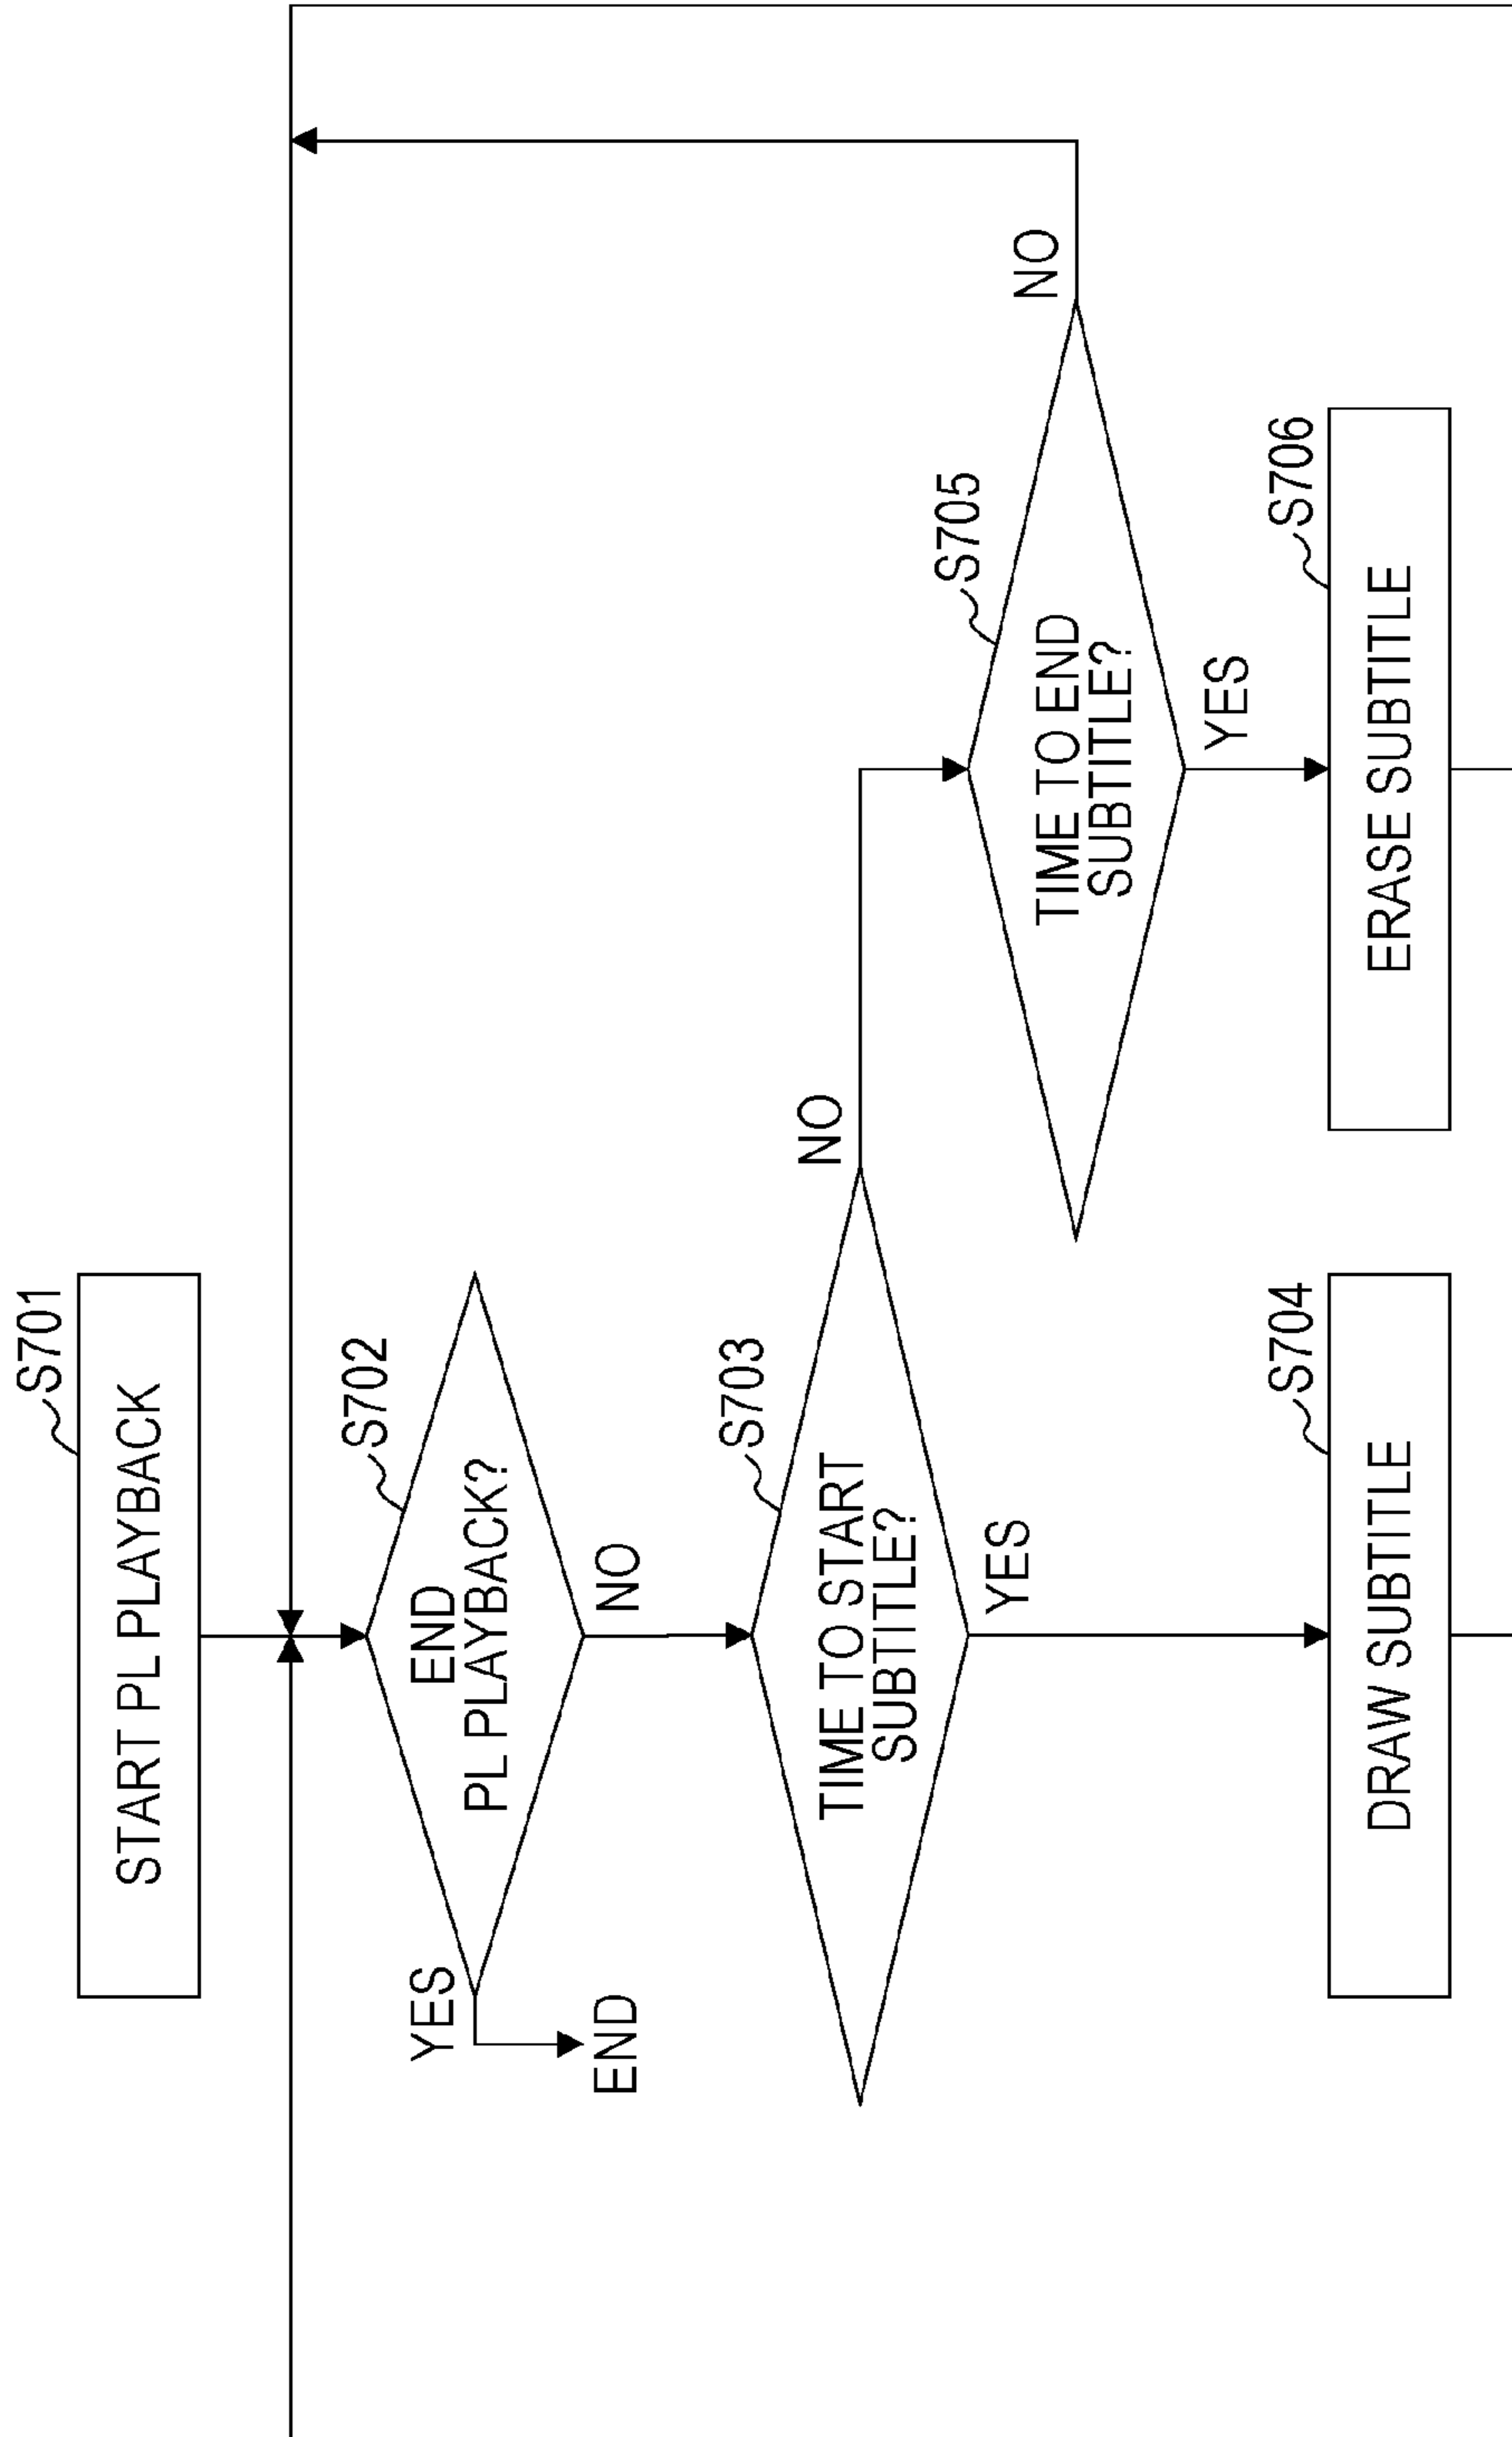 S701
START PL PLAYBACK
S702
END
PL PLAYBACK?
YES
END
NO
S703
TIME TO START
SUBTITLE?
NO
YES
S705
TIME TO END
SUBTITLE?
NO
YES
S704
DRAW SUBTITLE
S706
ERASE SUBTITLE